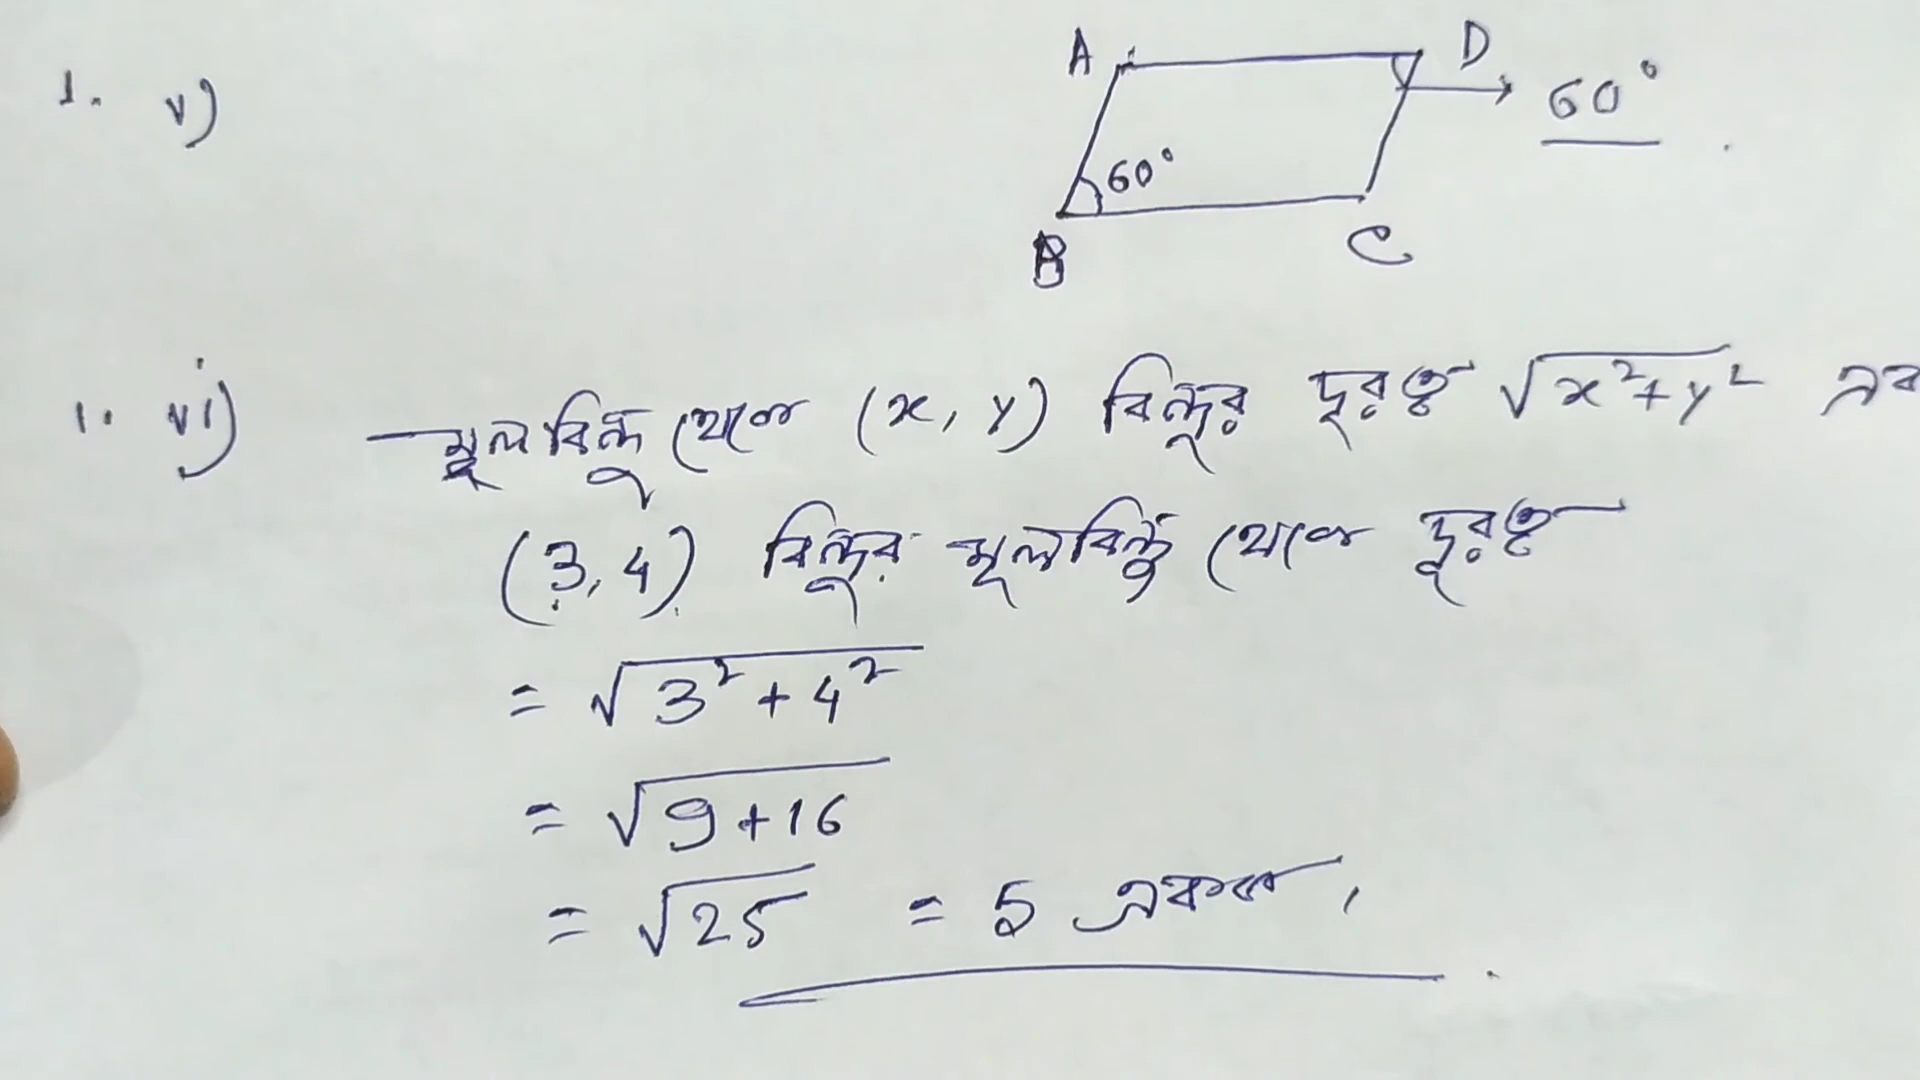 1. v)
A D 60°
60°
B C
1. vi) মূলবিন্দু থেকে (x, y) বিন্দুর দূরত্ব √x²+y² এক
(3, 4) বিন্দুর মূলবিন্দু থেকে দূরত্ব
= √3² + 4²
= √9+16
= √25 = 5 একক,